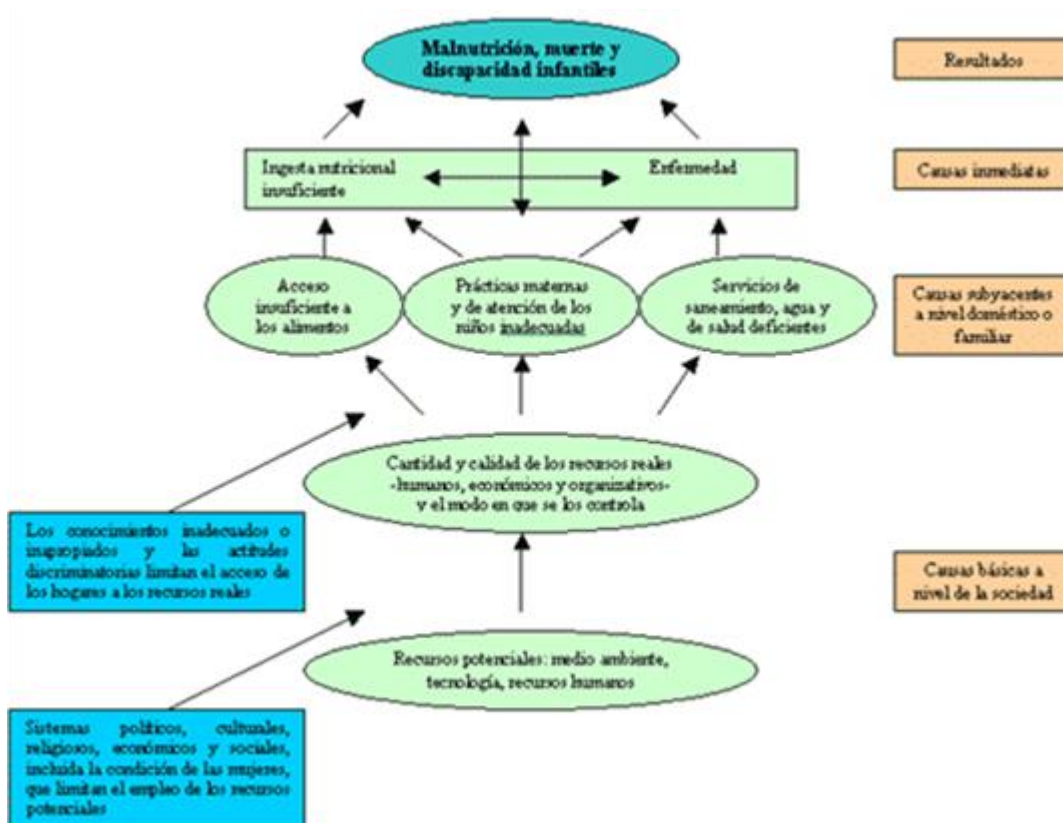 Malnutrición, muerte y
discapacidad infantiles
Resultados
Ingesta nutricional
insuficiente
Enfermedad
Causas inmediatas
Acceso
insuficiente a
los alimentos
Prácticas maternas
y de atención de los
niños inadecuadas
Servicios de
saneamiento, agua y
de salud deficientes
Causas subyacentes
a nivel doméstico o
familiar
Cantidad y calidad de los recursos reales
-humanos, económicos y organizativos-
y el modo en que se los controla
Los conocimientos inadecuados o
inapropiados y las actitudes
discriminatorias limitan el acceso de
los hogares a los recursos reales
Causas básicas a
nivel de la sociedad
Recursos potenciales: medio ambiente,
tecnología, recursos humanos
Sistemas políticos, culturales,
religiosos, económicos y sociales,
incluida la condición de las mujeres,
que limitan el empleo de los recursos
potenciales